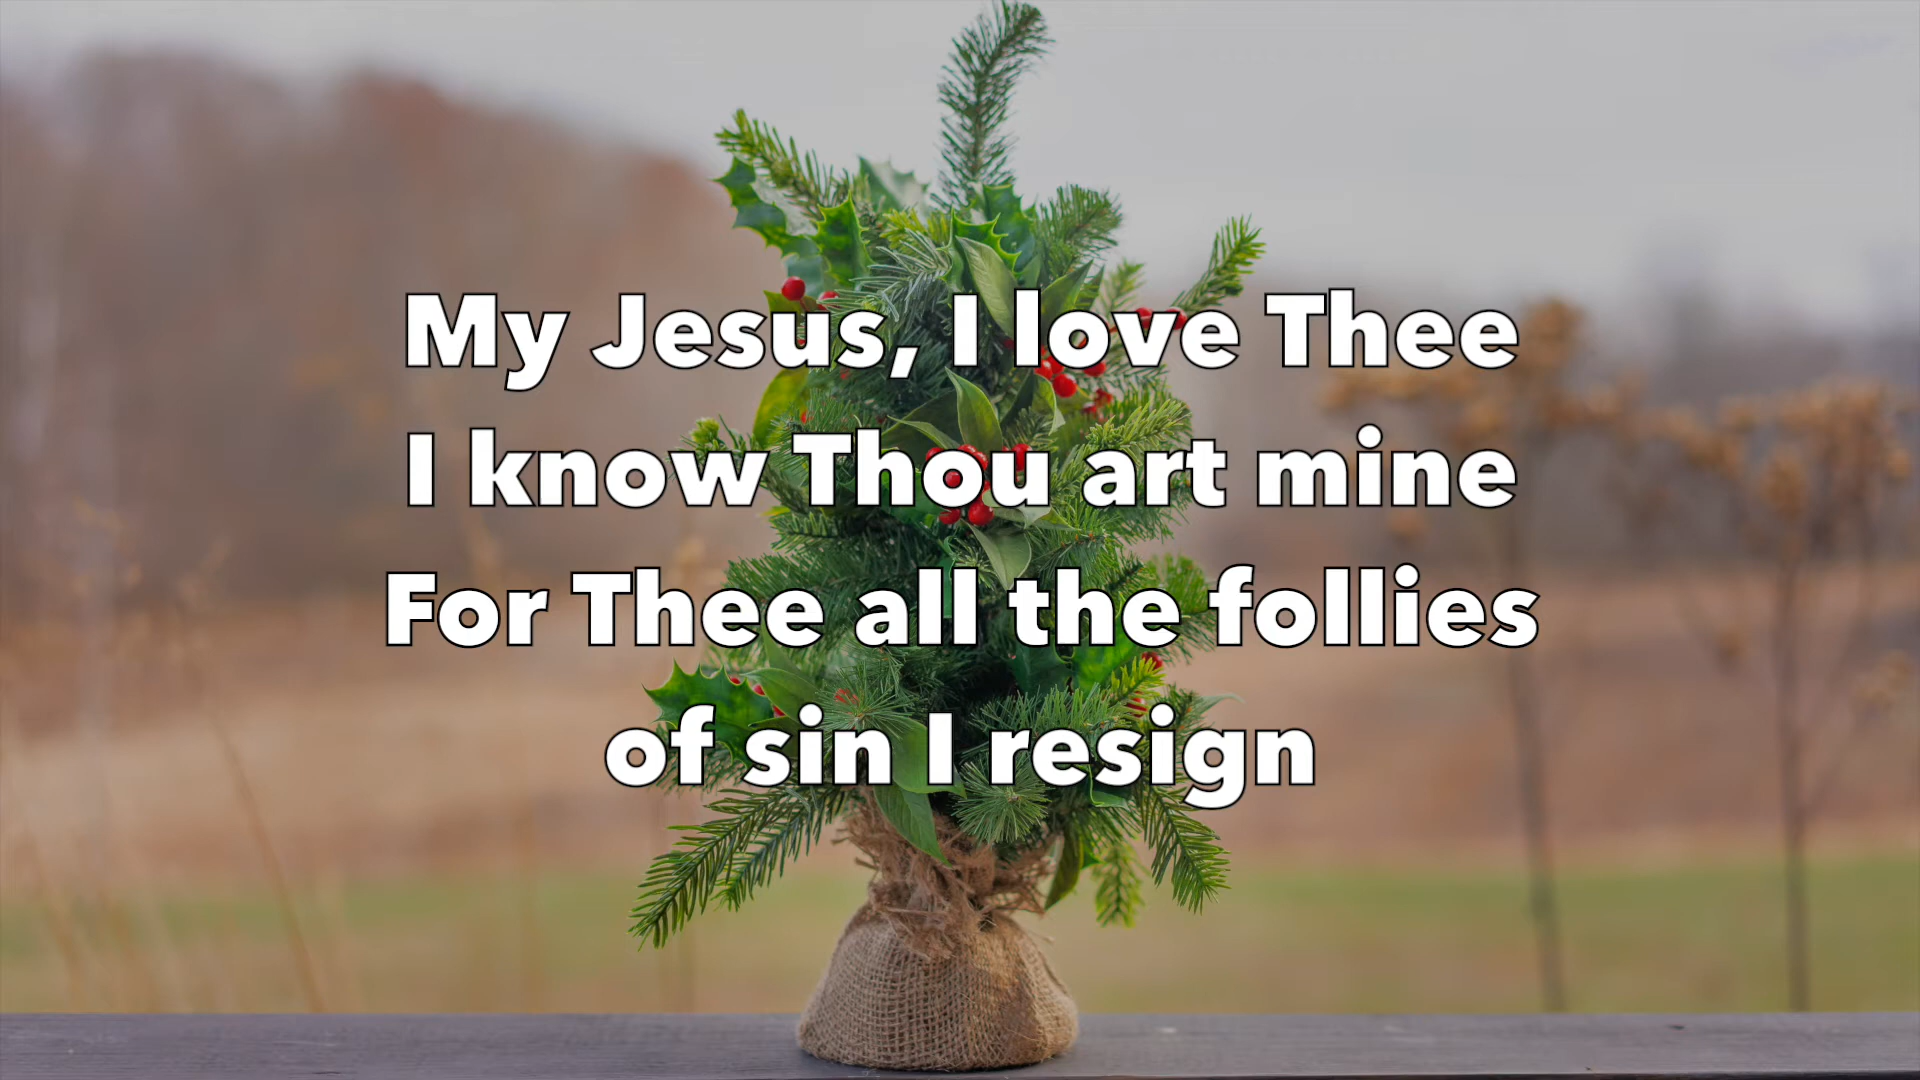 My Jesus, I love Thee
I know Thou art mine
For Thee all the follies
of sin I resign